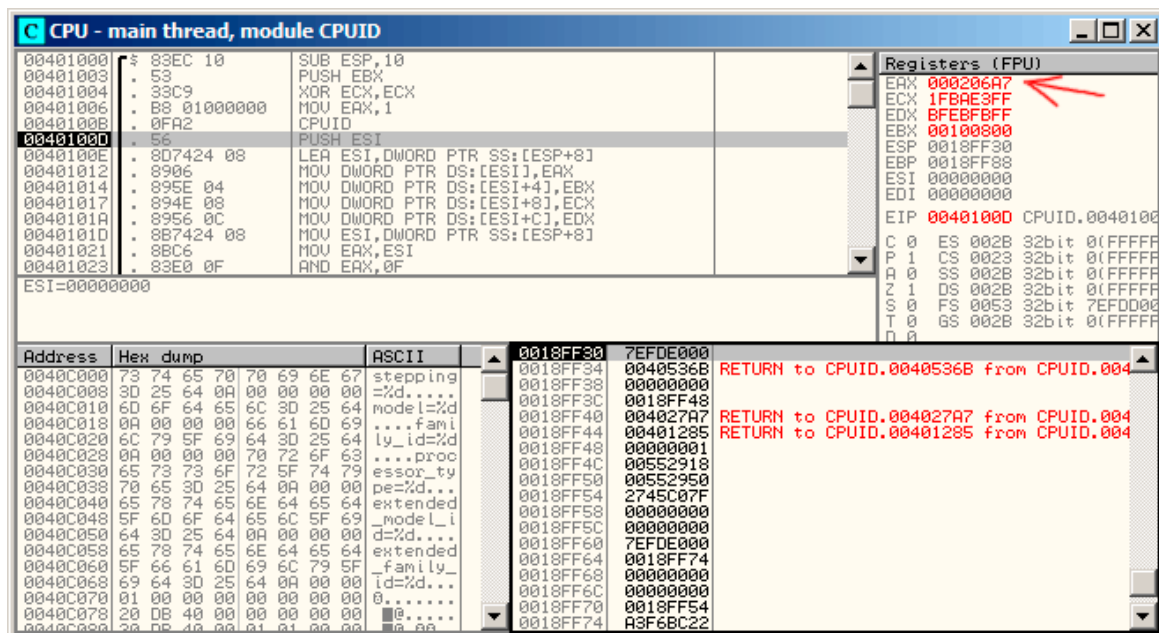 C CPU - main thread, module CPUID
00401000 $ 83EC 10 SUB ESP,10
00401003 . 53 PUSH EBX
00401004 . 33C9 XOR ECX,ECX
00401006 . B8 01000000 MOV EAX,1
0040100B . 0FA2 CPUID
0040100D . 56 PUSH ESI
0040100E . 8D7424 08 LEA ESI,DWORD PTR SS:[ESP+8]
00401012 . 8906 MOV DWORD PTR DS:[ESI],EAX
00401014 . 895E 04 MOV DWORD PTR DS:[ESI+4],EBX
00401017 . 894E 08 MOV DWORD PTR DS:[ESI+8],ECX
0040101A . 8956 0C MOV DWORD PTR DS:[ESI+C],EDX
0040101D . 8B7424 08 MOV ESI,DWORD PTR SS:[ESP+8]
00401021 . 8BC6 MOV EAX,ESI
00401023 . 83E0 0F AND EAX,0F
ESI=00000000
Registers (FPU)
EAX 000206A7
ECX 1FBAE3FF
EDX BFEBFBFF
EBX 00100800
ESP 0018FF30
EBP 0018FF88
ESI 00000000
EDI 00000000
EIP 0040100D CPUID.0040100
C 0 ES 002B 32bit 0(FFFFF
P 1 CS 0023 32bit 0(FFFFF
A 0 SS 002B 32bit 0(FFFFF
Z 1 DS 002B 32bit 0(FFFFF
S 0 FS 0053 32bit 7EFDD00
T 0 GS 002B 32bit 0(FFFFF
D 0
Address Hex dump ASCII
0040C000 73 74 65 70 70 69 6E 67 stepping
0040C008 3D 25 64 0A 00 00 00 00 =%d.....
0040C010 6D 6F 64 65 6C 3D 25 64 model=%d
0040C018 0A 00 00 00 66 61 6D 69 ....fami
0040C020 6C 79 5F 69 64 3D 25 64 ly_id=%d
0040C028 0A 00 00 00 70 72 6F 63 ....proc
0040C030 65 73 73 6F 72 5F 74 79 essor_ty
0040C038 70 65 3D 25 64 0A 00 00 pe=%d...
0040C040 65 78 74 65 6E 64 65 64 extended
0040C048 5F 6D 6F 64 65 6C 5F 69 _model_i
0040C050 64 3D 25 64 0A 00 00 00 d=%d....
0040C058 65 78 74 65 6E 64 65 64 extended
0040C060 5F 66 61 6D 69 6C 79 5F _family_
0040C068 69 64 3D 25 64 0A 00 00 id=%d...
0040C070 01 00 00 00 00 00 00 00
0040C078 20 DB 40 00 00 00 00 00
0018FF30 7EFDE000
0018FF34 0040536B RETURN to CPUID.0040536B from CPUID.004
0018FF38 00000000
0018FF3C 0018FF48
0018FF40 004027A7 RETURN to CPUID.004027A7 from CPUID.004
0018FF44 00401285 RETURN to CPUID.00401285 from CPUID.004
0018FF48 00000001
0018FF4C 00552918
0018FF50 00552950
0018FF54 2745C07F
0018FF58 00000000
0018FF5C 00000000
0018FF60 7EFDE000
0018FF64 0018FF74
0018FF68 00000000
0018FF6C 00000000
0018FF70 0018FF54
0018FF74 A3F6BC22